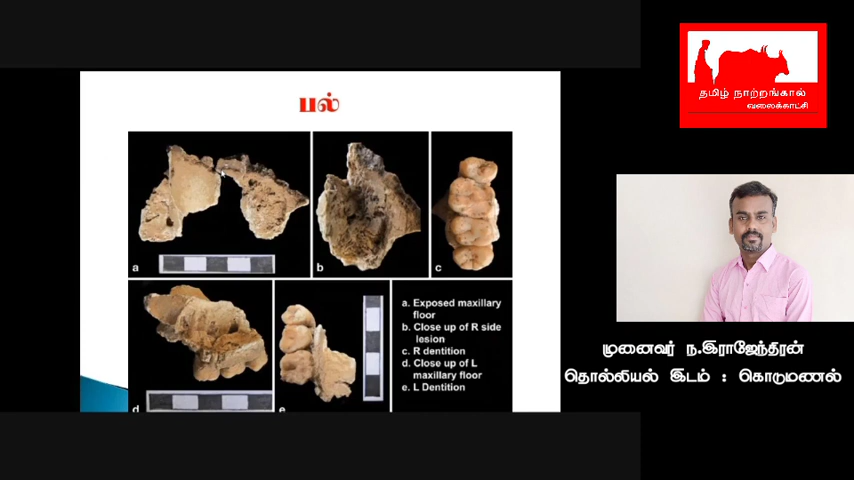 பல்
a
b
c
d
e
a. Exposed maxillary
floor
b. Close up of R side
lesion
c. R dentition
d. Close up of L
maxillary floor
e. L Dentition
தமிழ் நாற்றங்கால்
வலைக்காட்சி
முனைவர் ந.இராஜேந்திரன்
தொல்லியல் இடம் : கொடுமணல்